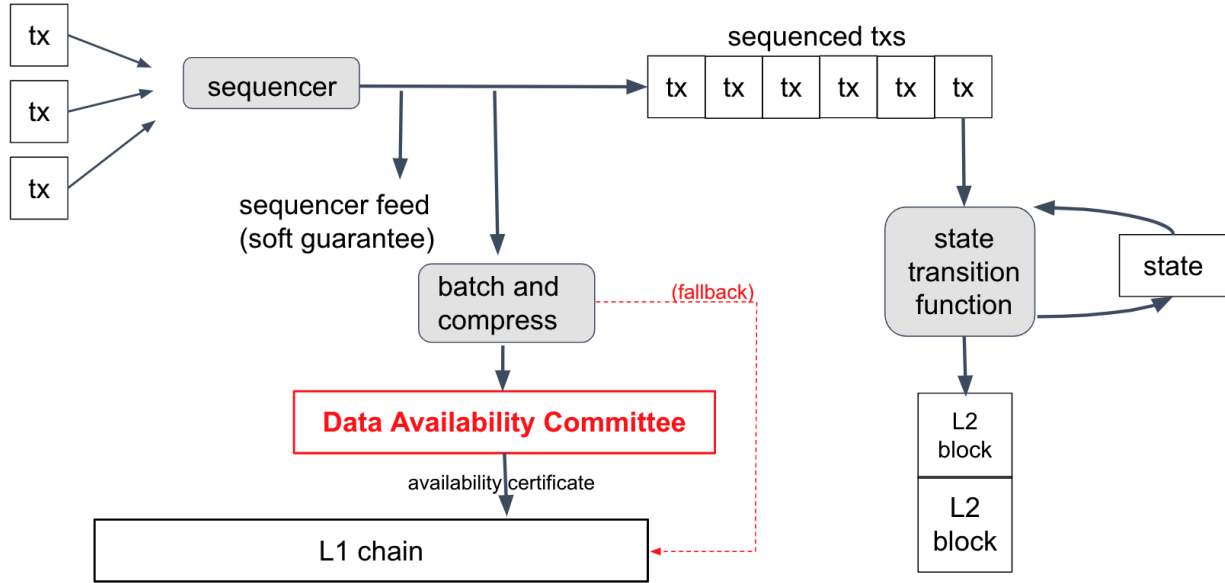 tx
tx
tx
sequencer
sequenced txs
tx tx tx tx tx tx
sequencer feed
(soft guarantee)
batch and
compress
(fallback)
Data Availability Committee
availability certificate
L1 chain
state
transition
function
state
L2
block
L2
block